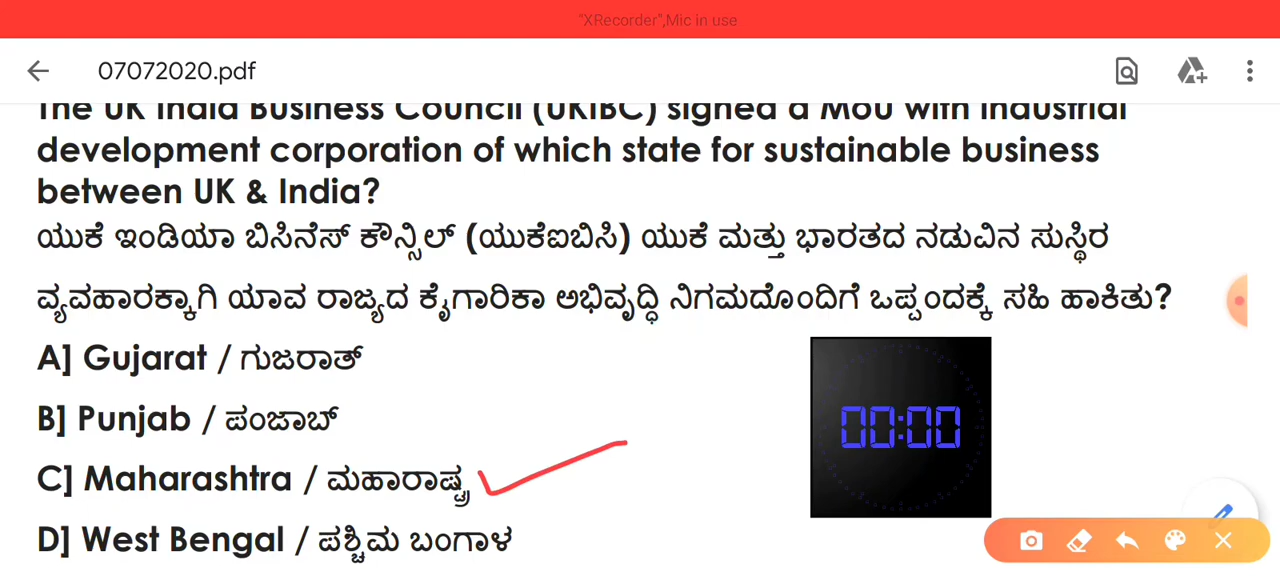 "XRecorder",Mic in use
07072020.pdf
The UK India Business Council (UKIBC) signed a MoU with industrial
development corporation of which state for sustainable business
between UK & India?
ಯುಕೆ ಇಂಡಿಯಾ ಬಿಸಿನೆಸ್ ಕೌನ್ಸಿಲ್ (ಯುಕೆಐಬಿಸಿ) ಯುಕೆ ಮತ್ತು ಭಾರತದ ನಡುವಿನ ಸುಸ್ಥಿರ
ವ್ಯವಹಾರಕ್ಕಾಗಿ ಯಾವ ರಾಜ್ಯದ ಕೈಗಾರಿಕಾ ಅಭಿವೃದ್ಧಿ ನಿಗಮದೊಂದಿಗೆ ಒಪ್ಪಂದಕ್ಕೆ ಸಹಿ ಹಾಕಿತು?
A] Gujarat / ಗುಜರಾತ್
B] Punjab / ಪಂಜಾಬ್
00:00
C] Maharashtra / ಮಹಾರಾಷ್ಟ್ರ
D] West Bengal / ಪಶ್ಚಿಮ ಬಂಗಾಳ